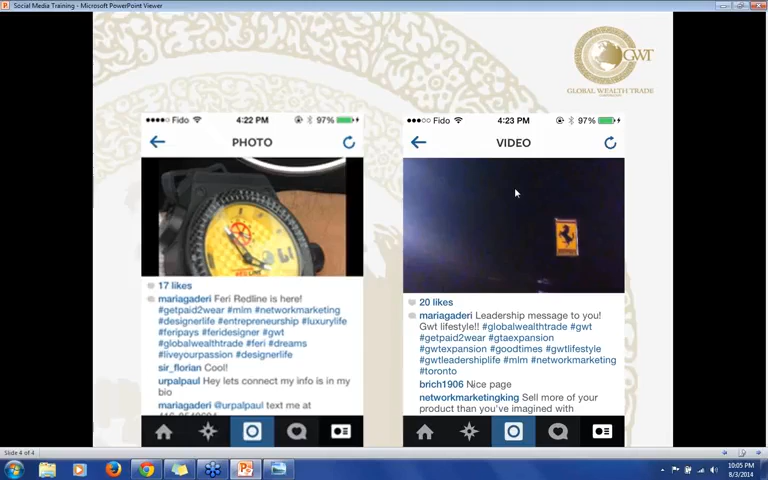 Social Media Training - Microsoft PowerPoint Viewer
GWT
GLOBAL WEALTH TRADE
Fido 4:22 PM 97%
PHOTO
17 likes
mariagaderi Feri Redline is here!
#getpaid2wear #mlm #networkmarketing
#designerlife #entrepreneurship #luxurylife
#feripays #feridesigner #gwt
#globalwealthtrade #feri #dreams
#liveyourpassion #designerlife
sir_florian Cool!
urpalpaul Hey lets connect my info is in my
bio
mariagaderi @urpalpaul text me at
Fido 4:23 PM 97%
VIDEO
20 likes
mariagaderi Leadership message to you!
Gwt lifestyle!! #globalwealthtrade #gwt
#getpaid2wear #gtaexpansion
#gwtexpansion #goodtimes #gwtlifestyle
#gwtleadershiplife #mlm #networkmarketing
#toronto
brich1906 Nice page
networkmarketingking Sell more of your
product than you've imagined with
Slide 4 of 4
10:05 PM
8/3/2014